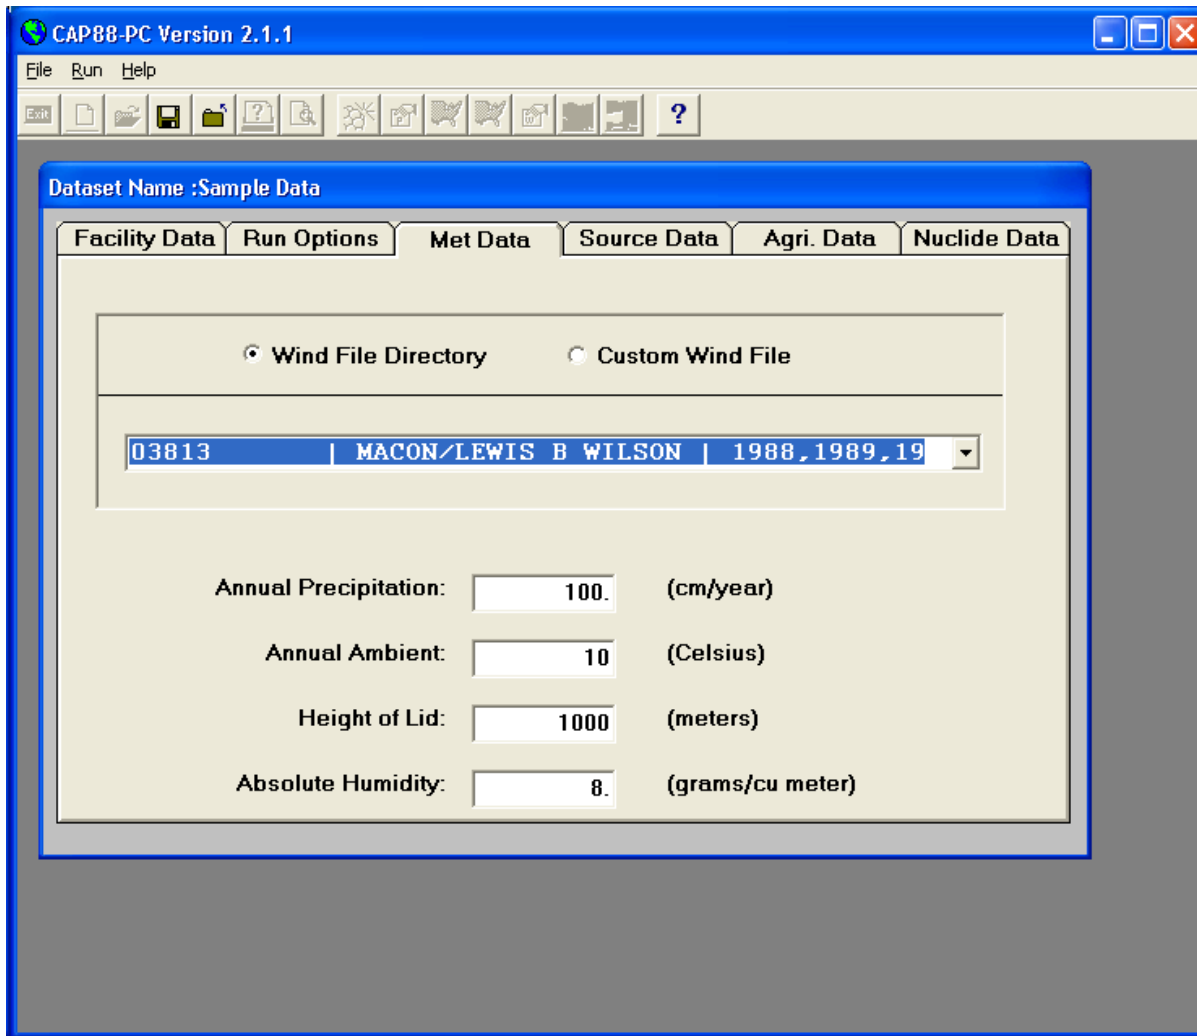 CAP88-PC Version 2.1.1
File Run Help
Exit
?
Dataset Name :Sample Data
Facility Data Run Options Met Data Source Data Agri. Data Nuclide Data
Wind File Directory Custom Wind File
03813 | MACON/LEWIS B WILSON | 1988,1989,19
Annual Precipitation: 100. (cm/year)
Annual Ambient: 10 (Celsius)
Height of Lid: 1000 (meters)
Absolute Humidity: 8. (grams/cu meter)